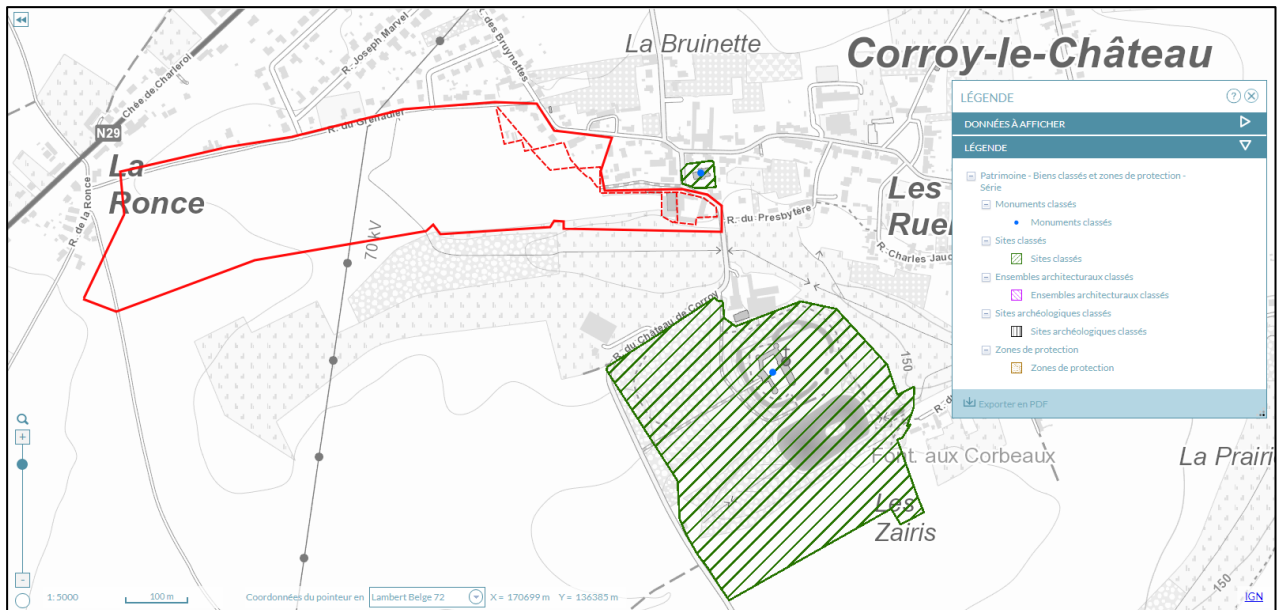 La Bruinette
Corroy-le-Château
R. Joseph Marvel
R. des Bruynettes
Chée de Charleroi
N29
R. du Grenadier
La
Ronce
R. de la Ronce
70 kV
Les
R. du Presbytère
R. Charles Jauc
R. du Château de Corroy
150
Font. aux Corbeaux
La Prairi
Les
Zairis
150
LÉGENDE
?
DONNÉES À AFFICHER
LÉGENDE
Patrimoine - Biens classés et zones de protection -
Série
Monuments classés
Monuments classés
Sites classés
Sites classés
Ensembles architecturaux classés
Ensembles architecturaux classés
Sites archéologiques classés
Sites archéologiques classés
Zones de protection
Zones de protection
Exporter en PDF
+
-
1: 5000
100 m
Coordonnées du pointeur en
Lambert Belge 72
X = 170699 m Y = 136385 m
IGN